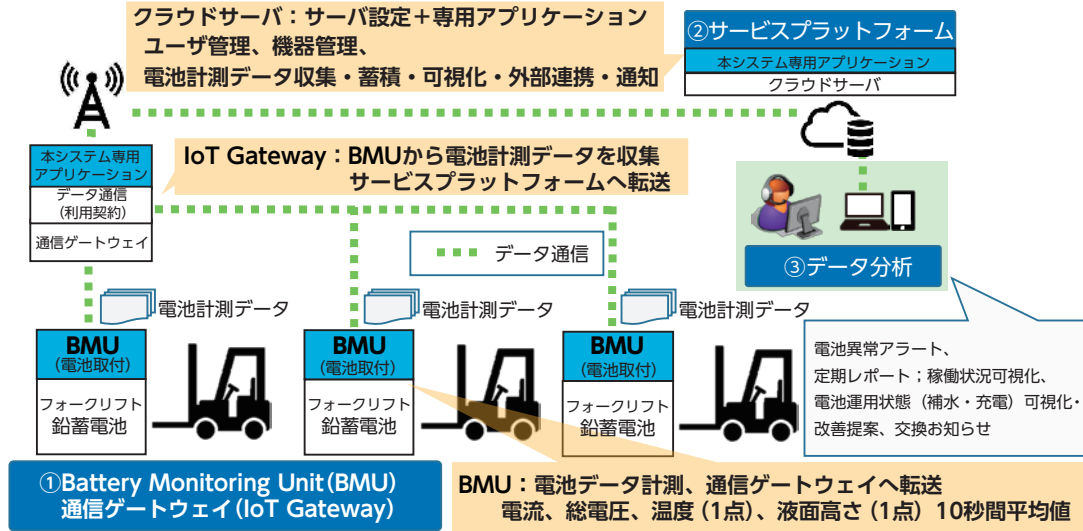 クラウドサーバ：サーバ設定＋専用アプリケーション
ユーザ管理、機器管理、
電池計測データ収集・蓄積・可視化・外部連携・通知
②サービスプラットフォーム
本システム専用アプリケーション
クラウドサーバ
本システム専用
アプリケーション
データ通信
(利用契約)
通信ゲートウェイ
IoT Gateway：BMUから電池計測データを収集
サービスプラットフォームへ転送
データ通信
③データ分析
電池計測データ
電池計測データ
電池計測データ
BMU
(電池取付)
フォークリフト
鉛蓄電池
BMU
(電池取付)
フォークリフト
鉛蓄電池
BMU
(電池取付)
フォークリフト
鉛蓄電池
電池異常アラート、
定期レポート；稼働状況可視化、
電池運用状態（補水・充電）可視化・
改善提案、交換お知らせ
①Battery Monitoring Unit(BMU)
通信ゲートウェイ(IoT Gateway)
BMU：電池データ計測、通信ゲートウェイへ転送
電流、総電圧、温度 (1点)、液面高さ (1点) 10秒間平均値